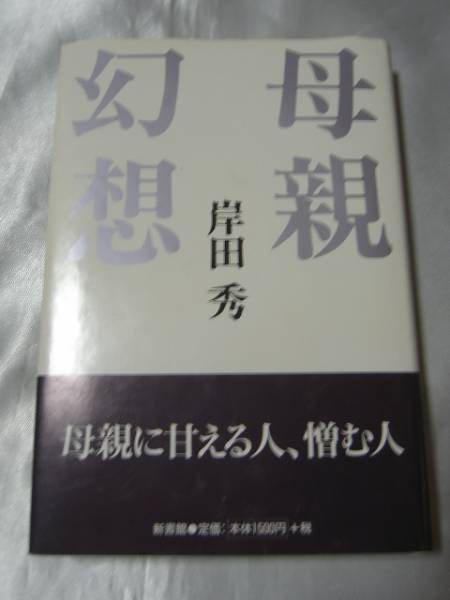 母親
幻想
岸田 秀
母親に甘える人、憎む人
新書館●定価：本体1500円＋税